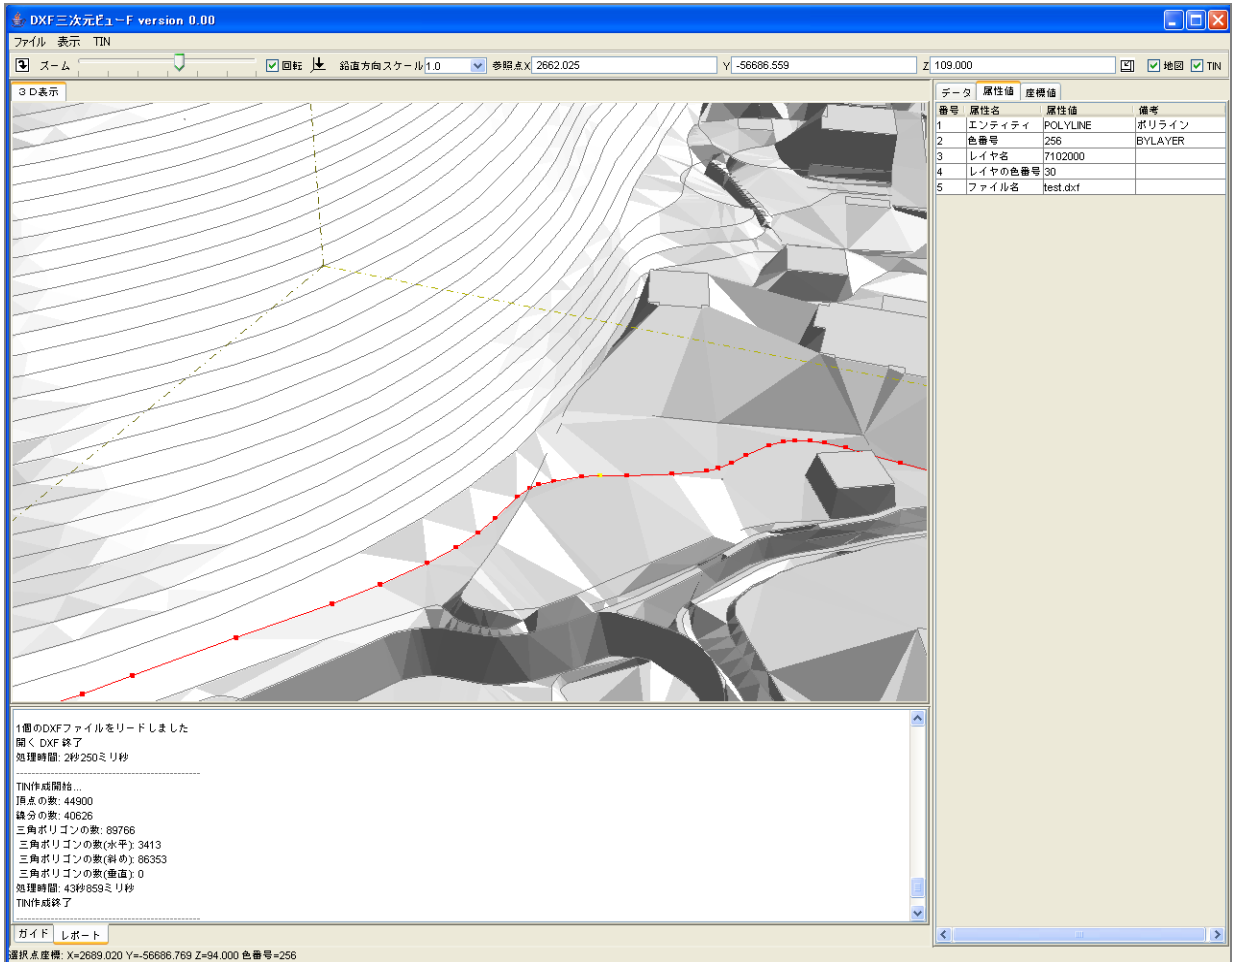 DXF三次元ビューF version 0.00
ファイル 表示 TIN
ズーム 回転 鉛直方向スケール 1.0 参照点X 2662.025 Y -56686.559 Z 109.000 地図 TIN
3D表示
データ 属性値 座標値
番号 属性名 属性値 備考
1 エンティティ POLYLINE ポリライン
2 色番号 256 BYLAYER
3 レイヤ名 7102000
4 レイヤの色番号 30
5 ファイル名 test.dxf
1個のDXFファイルをリードしました
開く DXF 終了
処理時間: 2秒250ミリ秒
----------------------------------------------
TIN作成開始...
頂点の数: 44900
線分の数: 40626
三角ポリゴンの数: 89766
三角ポリゴンの数(水平): 3413
三角ポリゴンの数(斜め): 86353
三角ポリゴンの数(垂直): 0
処理時間: 43秒859ミリ秒
TIN作成終了
----------------------------------------------
ガイド レポート
選択点座標: X=2689.020 Y=-56686.769 Z=94.000 色番号=256